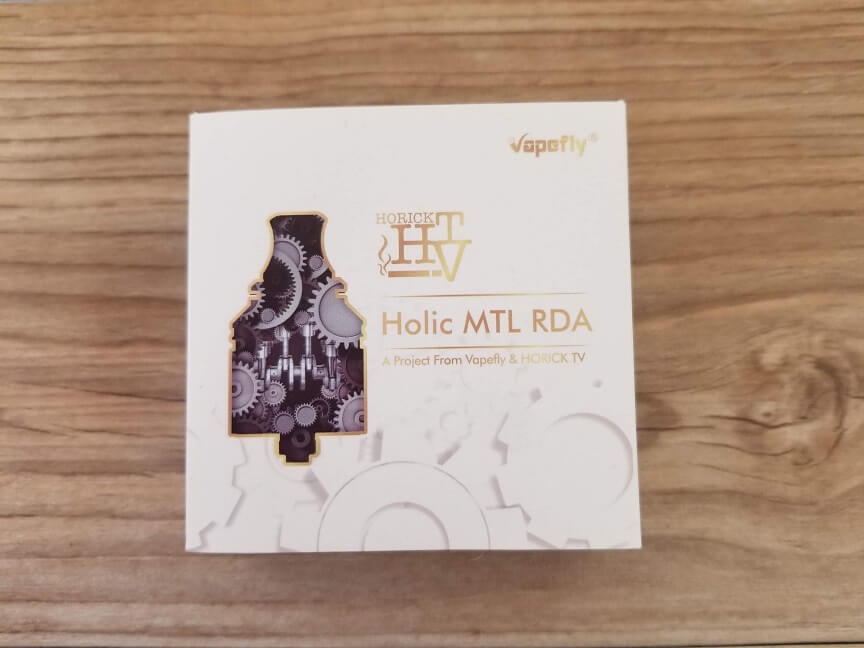 Vapefly®
HORICK
HTV
Holic MTL RDA
A Project From Vapefly & HORICK TV